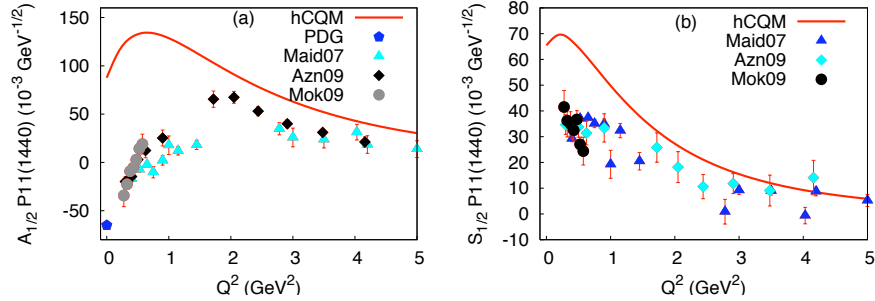 (a)
hCQM
PDG
Maid07
Azn09
Mok09
A1/2 P11(1440) (10-3 GeV-1/2)
150
100
50
0
-50
0
1
2
3
4
5
Q2 (GeV2)
(b)
hCQM
Maid07
Azn09
Mok09
S1/2 P11(1440) (10-3 GeV-1/2)
80
70
60
50
40
30
20
10
0
-10
0
1
2
3
4
5
Q2 (GeV2)